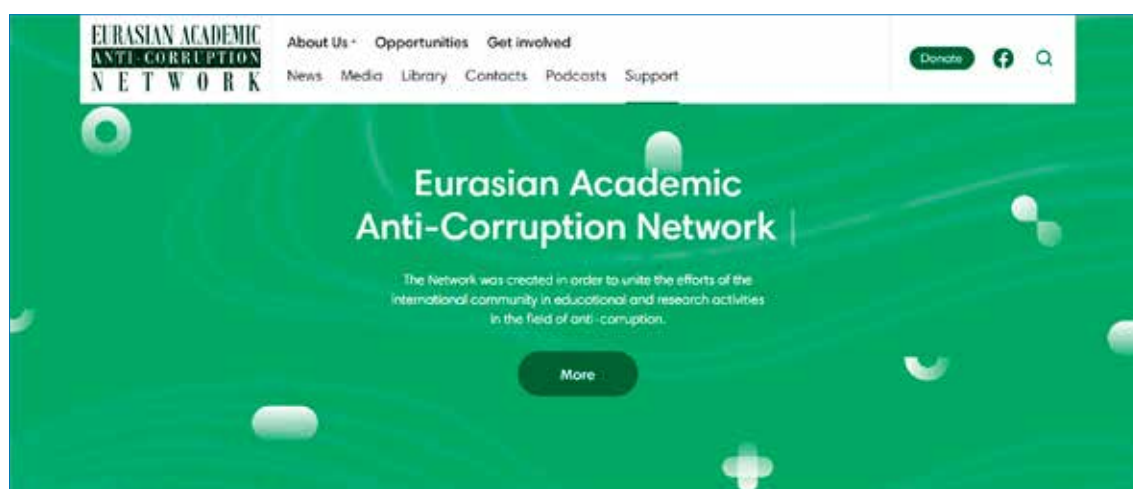 EURASIAN ACADEMIC
ANTI-CORRUPTION
NETWORK
About Us Opportunities Get involved
News Media Library Contacts Podcasts Support
Donate
Eurasian Academic
Anti-Corruption Network
The Network was created in order to unite the efforts of the
international community in educational and research activities
in the field of anti-corruption.
More